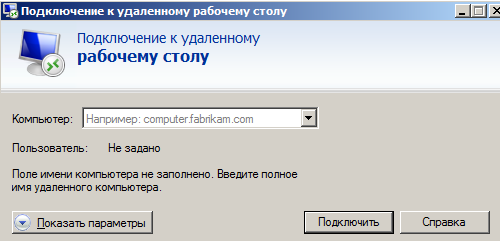 Подключение к удаленному рабочему столу
Подключение к удаленному
рабочему столу
Компьютер: Например: computer.fabrikam.com
Пользователь: Не задано
Поле имени компьютера не заполнено. Введите полное
имя удаленного компьютера.
Показать параметры Подключить Справка